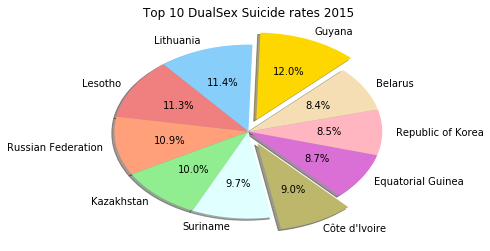 Top 10 DualSex Suicide rates 2015
Guyana
12.0%
Lithuania
11.4%
Lesotho
11.3%
Russian Federation
10.9%
Kazakhstan
10.0%
Suriname
9.7%
Côte d'Ivoire
9.0%
Equatorial Guinea
8.7%
Republic of Korea
8.5%
Belarus
8.4%